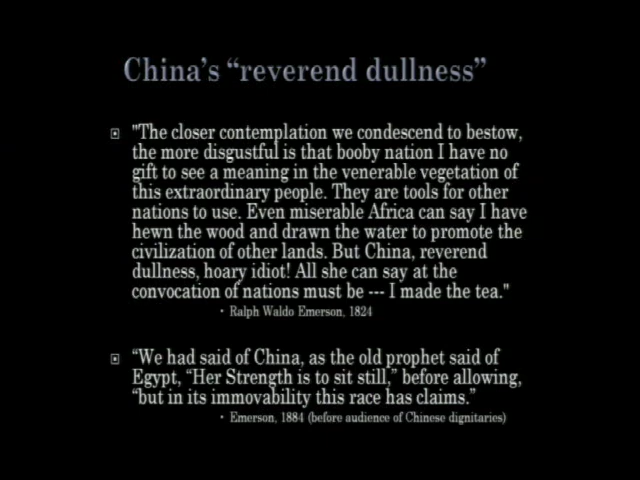 China's “reverend dullness”
"The closer contemplation we condescend to bestow,
the more disgustful is that booby nation I have no
gift to see a meaning in the venerable vegetation of
this extraordinary people. They are tools for other
nations to use. Even miserable Africa can say I have
hewn the wood and drawn the water to promote the
civilization of other lands. But China, reverend
dullness, hoary idiot! All she can say at the
convocation of nations must be --- I made the tea."
• Ralph Waldo Emerson, 1824
“We had said of China, as the old prophet said of
Egypt, “Her Strength is to sit still,” before allowing,
“but in its immovability this race has claims.”
• Emerson, 1884 (before audience of Chinese dignitaries)